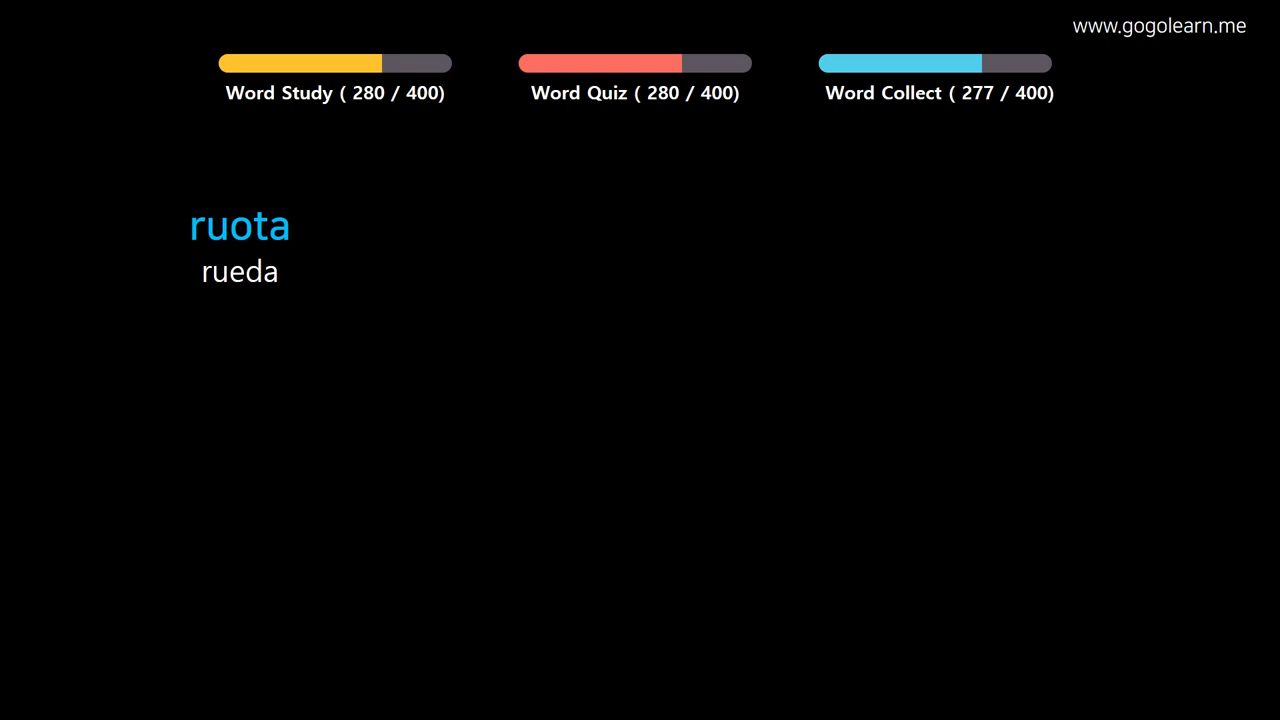 www.gogolearn.me
Word Study ( 280 / 400)
Word Quiz ( 280 / 400)
Word Collect ( 277 / 400)
ruota
rueda